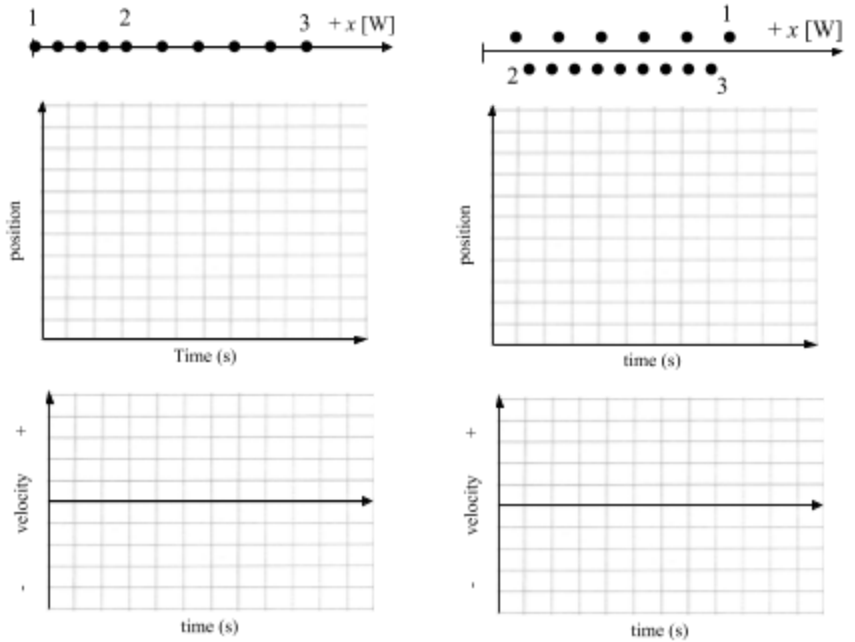 1 2 3 + x [W]
position
Time (s)
+
velocity
-
time (s)
1
+ x [W]
2 3
position
time (s)
+
velocity
-
time (s)